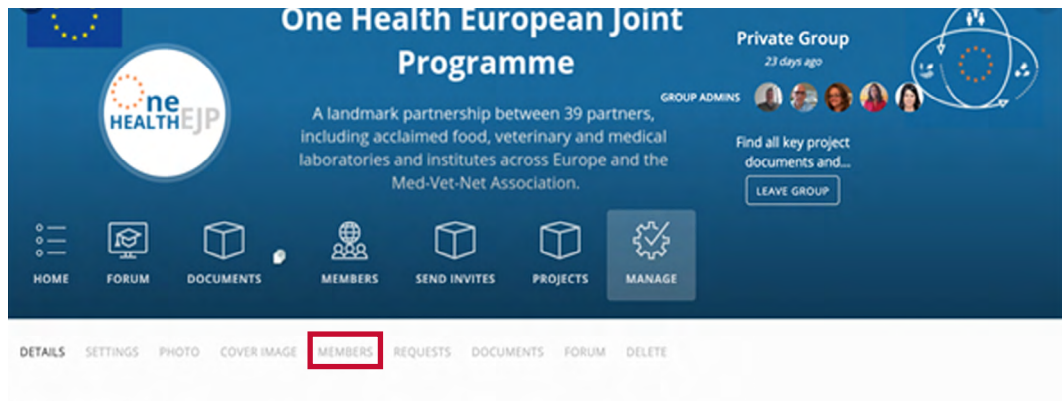 One Health European Joint
Programme
A landmark partnership between 39 partners,
including acclaimed food, veterinary and medical
laboratories and institutes across Europe and the
Med-Vet-Net Association.
One
HEALTHEJP
Private Group
23 days ago
GROUP ADMINS
Find all key project
documents and...
LEAVE GROUP
HOME
FORUM
DOCUMENTS
MEMBERS
SEND INVITES
PROJECTS
MANAGE
DETAILS SETTINGS PHOTO COVER IMAGE MEMBERS REQUESTS DOCUMENTS FORUM DELETE